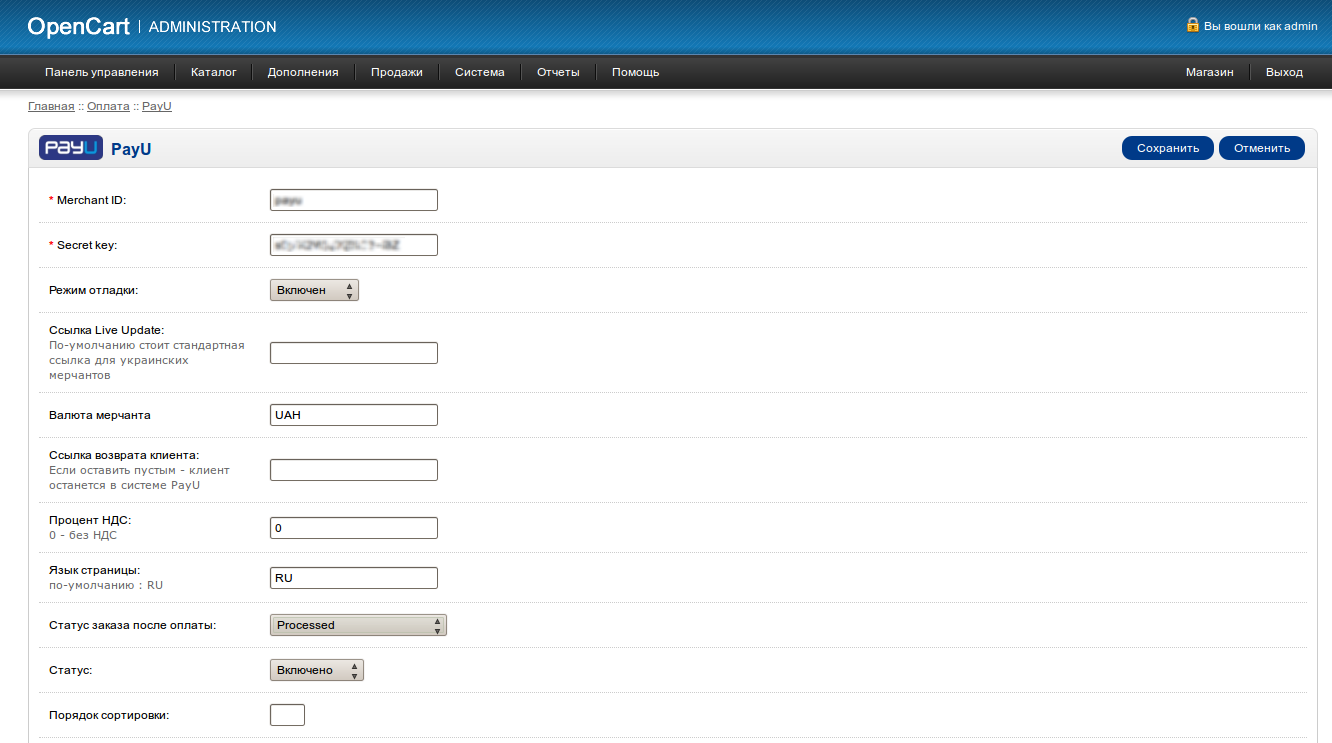 OpenCart | ADMINISTRATION
Вы вошли как admin
Панель управления
Каталог
Дополнения
Продажи
Система
Отчеты
Помощь
Магазин
Выход
Главная :: Оплата :: PayU
PAYU PayU
Сохранить
Отменить
* Merchant ID:
* Secret key:
Режим отладки:
Включен
Ссылка Live Update:
По-умолчанию стоит стандартная
ссылка для украинских
мерчантов
Валюта мерчанта
UAH
Ссылка возврата клиента:
Если оставить пустым - клиент
останется в системе PayU
Процент НДС:
0 - без НДС
0
Язык страницы:
по-умолчанию : RU
RU
Статус заказа после оплаты:
Processed
Статус:
Включено
Порядок сортировки: